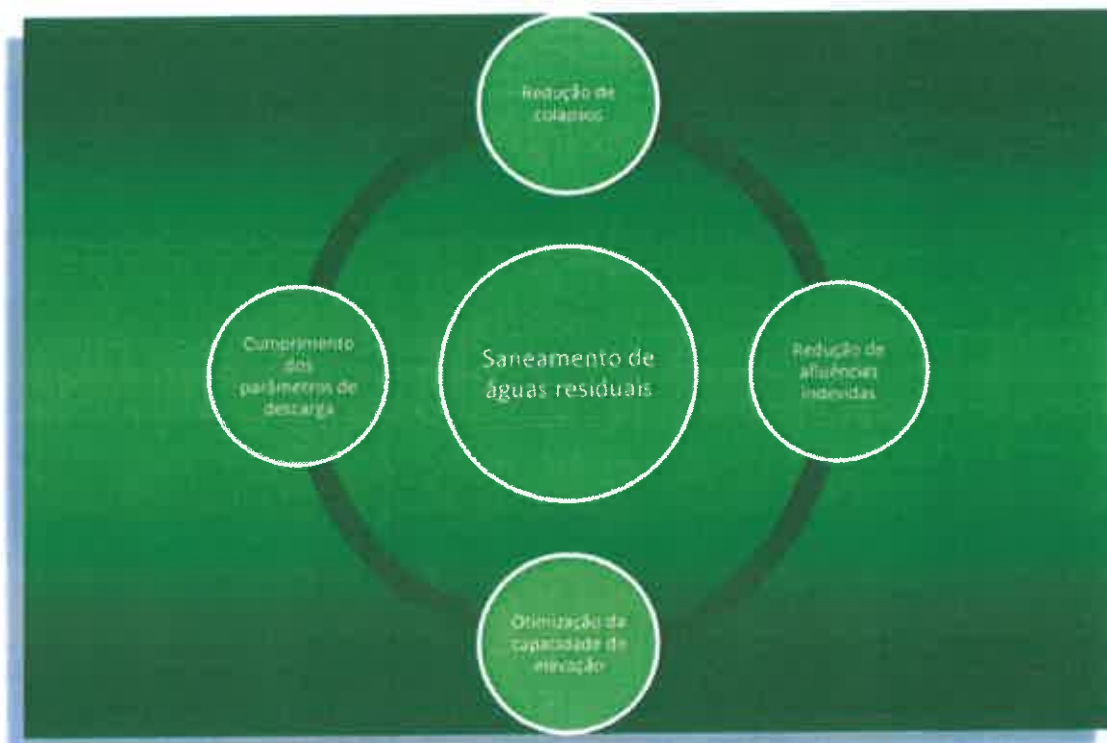 Redução de
colapsos
Cumprimento
dos
parâmetros de
descarga
Saneamento de
águas residuais
Redução de
afluências
indevidas
Otimização da
capacidade de
elevação